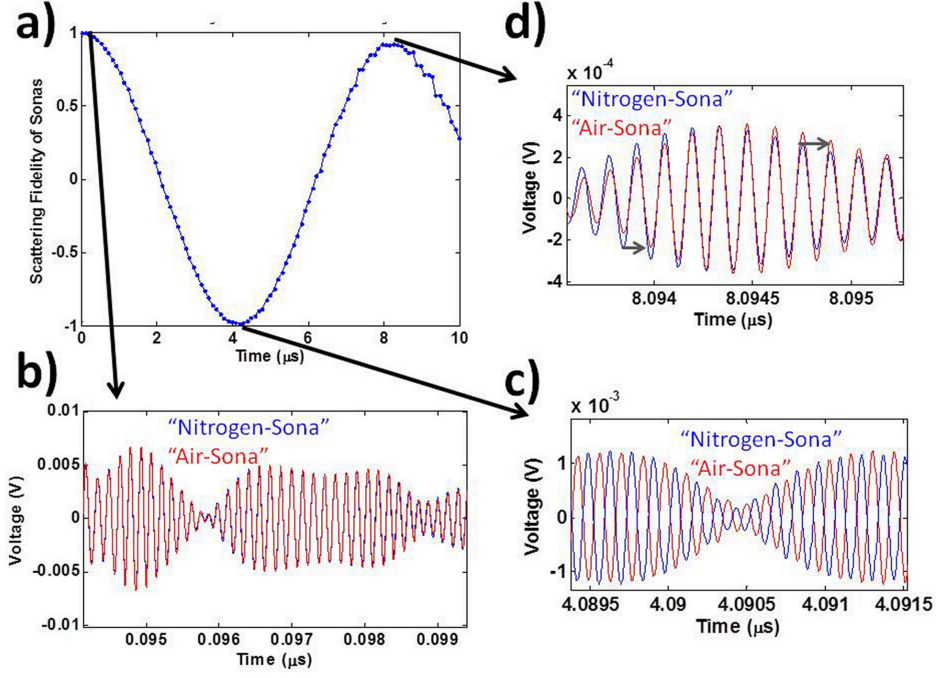 a)
Scattering Fidelity of Sonas
1
0.5
0
-0.5
-1
0 2 4 6 8 10
Time (μs)
d)
x 10-4
"Nitrogen-Sona"
"Air-Sona"
Voltage (V)
4
2
0
-2
-4
8.094 8.0945 8.095
Time (μs)
b)
"Nitrogen-Sona"
"Air-Sona"
Voltage (V)
0.01
0.005
0
-0.005
-0.01
0.095 0.096 0.097 0.098 0.099
Time (μs)
c)
x 10-3
"Nitrogen-Sona"
"Air-Sona"
Voltage (V)
1
0
-1
4.0895 4.09 4.0905 4.091 4.0915
Time (μs)